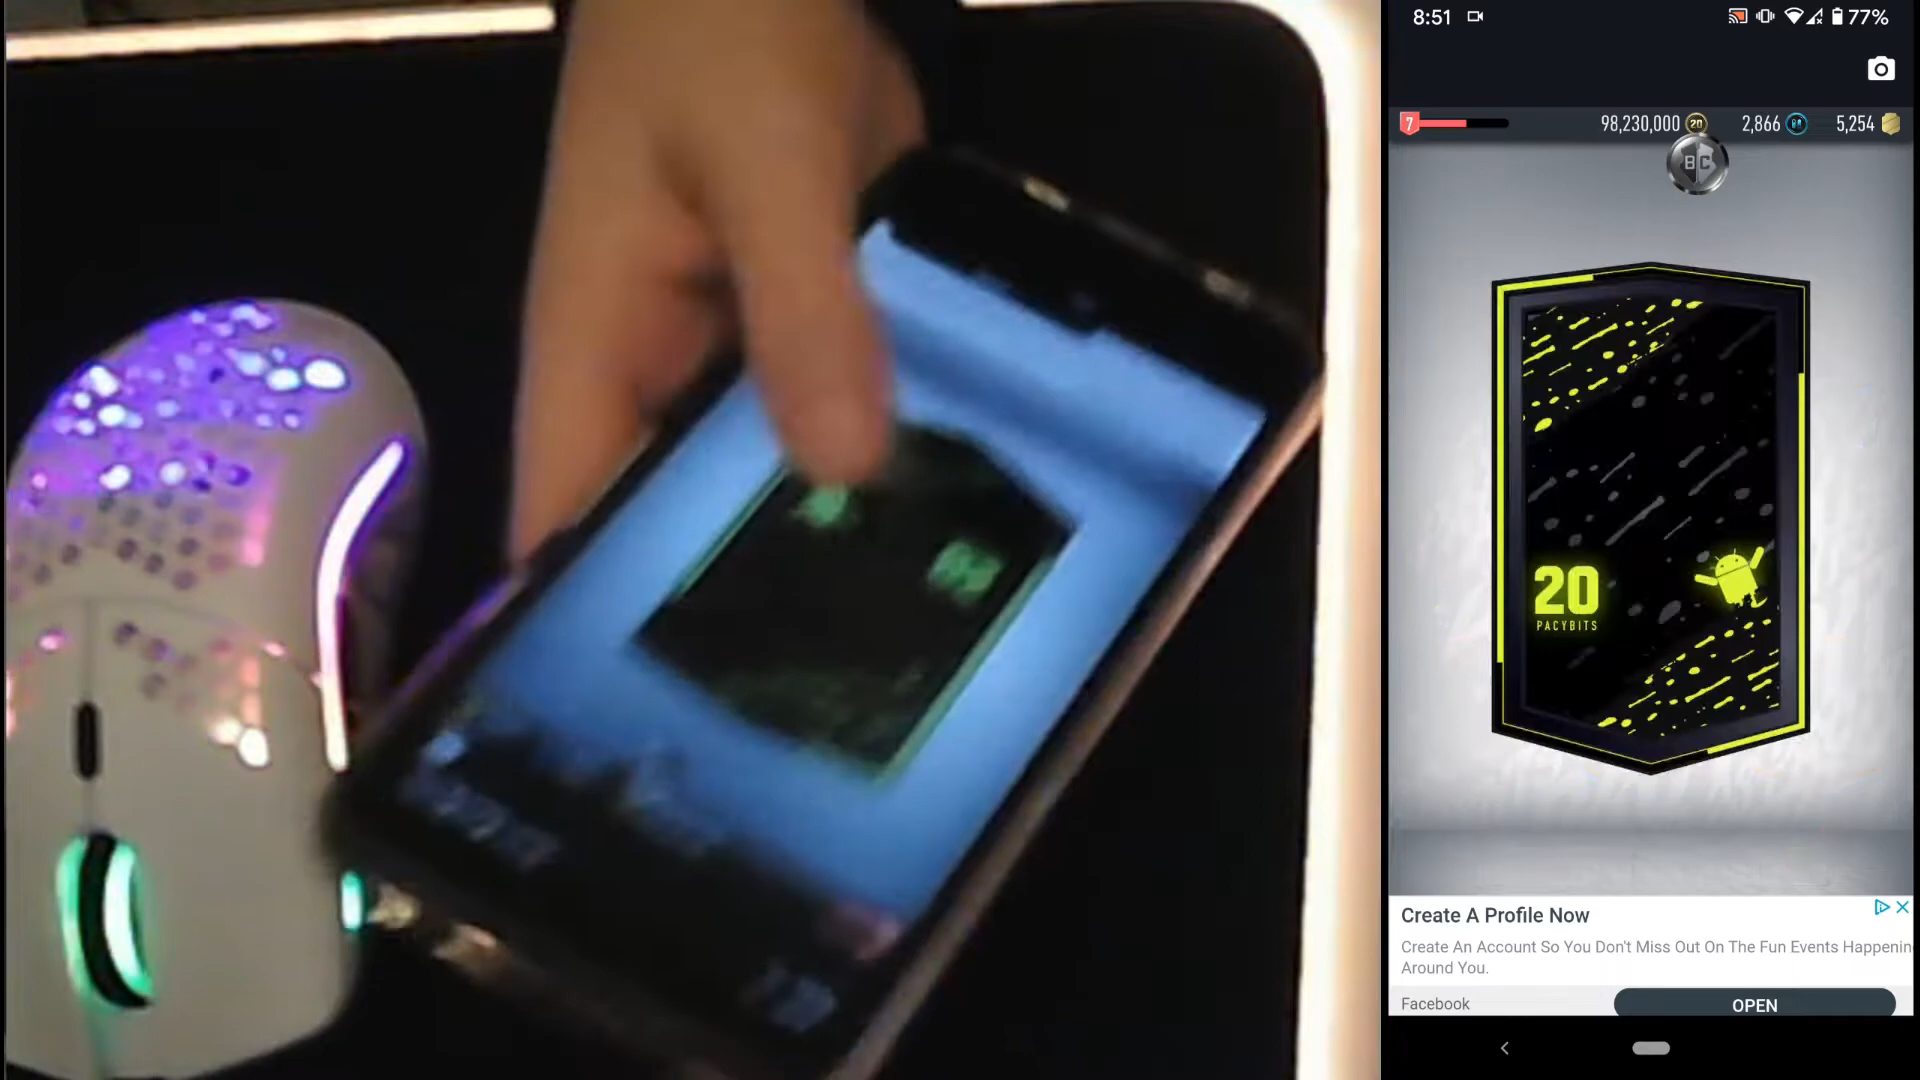 8:51
77%
7
98,230,000
20
2,866
5,254
BC
20
PACYBITS
Create A Profile Now
Create An Account So You Don't Miss Out On The Fun Events Happenin
Around You.
Facebook
OPEN